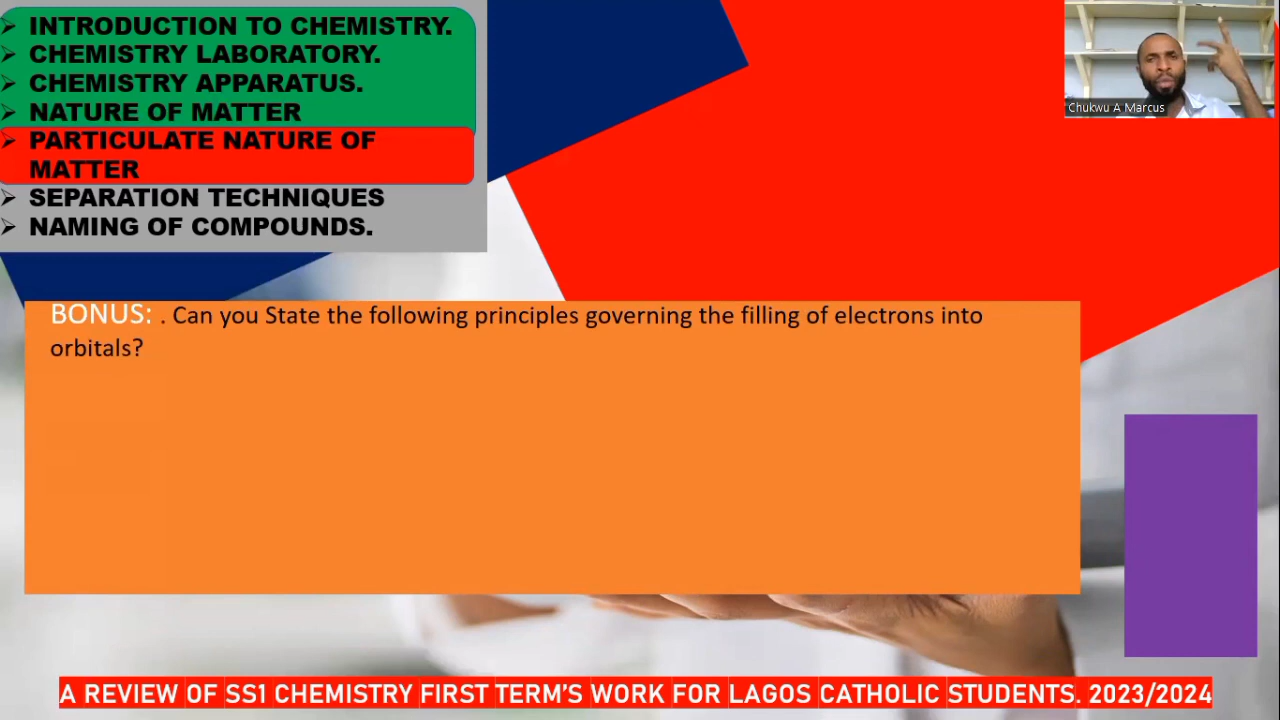 ➢ INTRODUCTION TO CHEMISTRY.
➢ CHEMISTRY LABORATORY.
➢ CHEMISTRY APPARATUS.
➢ NATURE OF MATTER
➢ PARTICULATE NATURE OF
MATTER
➢ SEPARATION TECHNIQUES
➢ NAMING OF COMPOUNDS.
Chukwu A Marcus
BONUS: . Can you State the following principles governing the filling of electrons into
orbitals?
A REVIEW OF SS1 CHEMISTRY FIRST TERM’S WORK FOR LAGOS CATHOLIC STUDENTS. 2023/2024